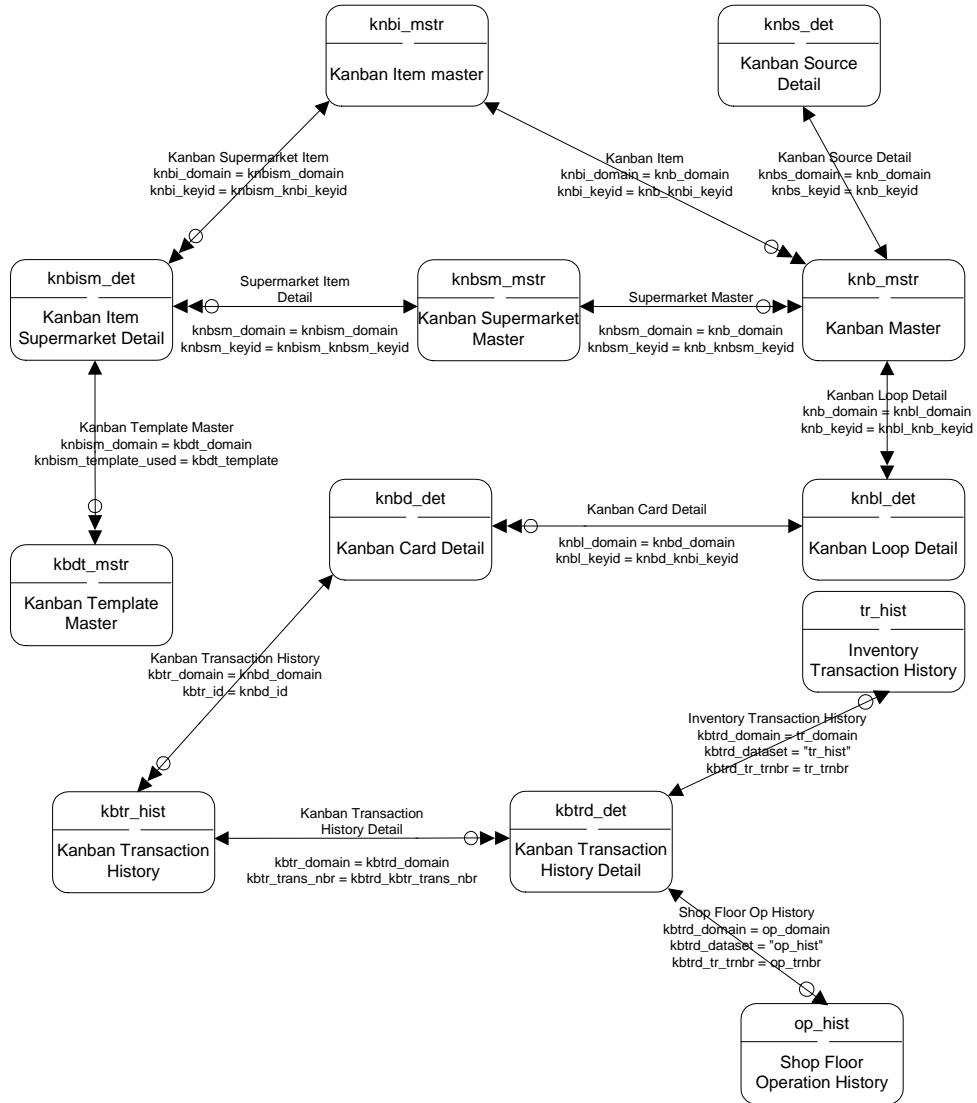 knbi_mstr
Kanban Item master
knbs_det
Kanban Source
Detail
Kanban Supermarket Item
knbi_domain = knbism_domain
knbi_keyid = knbism_knbi_keyid
Kanban Item
knbi_domain = knb_domain
knbi_keyid = knb_knbi_keyid
Kanban Source Detail
knbs_domain = knb_domain
knbs_keyid = knb_keyid
knbism_det
Kanban Item
Supermarket Detail
Supermarket Item
Detail
knbsm_domain = knbism_domain
knbsm_keyid = knbism_knbsm_keyid
knbsm_mstr
Kanban Supermarket
Master
Supermarket Master
knbsm_domain = knb_domain
knbsm_keyid = knb_knbsm_keyid
knb_mstr
Kanban Master
Kanban Loop Detail
knb_domain = knbl_domain
knb_keyid = knbl_knb_keyid
Kanban Template Master
knbism_domain = kbdt_domain
knbism_template_used = kbdt_template
knbd_det
Kanban Card Detail
Kanban Card Detail
knbl_domain = knbd_domain
knbl_keyid = knbd_knbi_keyid
knbl_det
Kanban Loop Detail
kbdt_mstr
Kanban Template
Master
tr_hist
Inventory
Transaction History
Kanban Transaction History
kbtr_domain = knbd_domain
kbtr_id = knbd_id
Inventory Transaction History
kbtrd_domain = tr_domain
kbtrd_dataset = "tr_hist"
kbtrd_tr_trnbr = tr_trnbr
kbtr_hist
Kanban Transaction
History
Kanban Transaction
History Detail
kbtr_domain = kbtrd_domain
kbtr_trans_nbr = kbtrd_kbtr_trans_nbr
kbtrd_det
Kanban Transaction
History Detail
Shop Floor Op History
kbtrd_domain = op_domain
kbtrd_dataset = "op_hist"
kbtrd_tr_trnbr = op_trnbr
op_hist
Shop Floor
Operation History